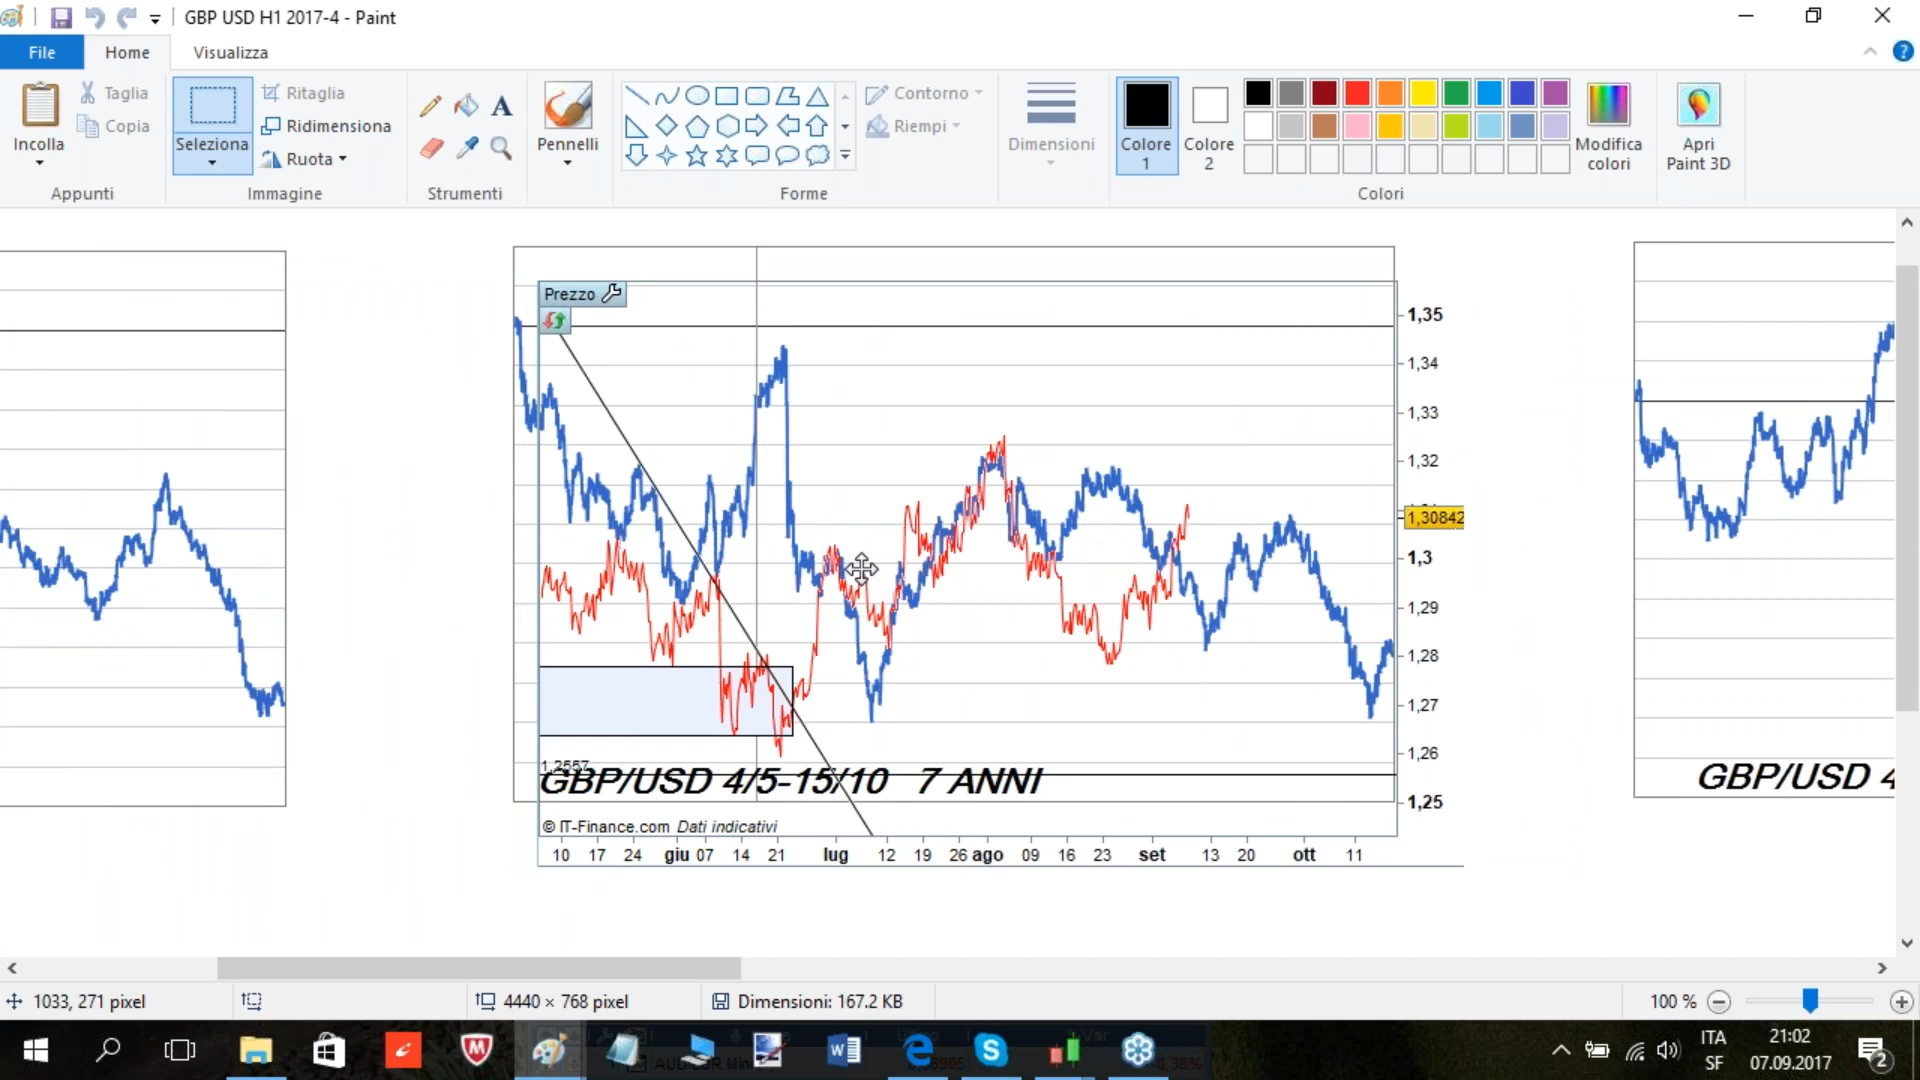 GBP USD H1 2017-4 - Paint
File
Home
Visualizza
Incolla
Taglia
Copia
Appunti
Seleziona
Ritaglia
Ridimensiona
Ruota
Immagine
Strumenti
Pennelli
Forme
Contorno
Riempi
Dimensioni
Colore 1
Colore 2
Modifica colori
Colori
Apri Paint 3D
Prezzo
1,35
1,34
1,33
1,32
1,30842
1,3
1,29
1,28
1,27
1,26
1,25
1,2557
GBP/USD 4/5-15/10 7 ANNI
GBP/USD 4
© IT-Finance.com Dati indicativi
10 17 24 giu 07 14 21 lug 12 19 26 ago 09 16 23 set 13 20 ott 11
1033, 271 pixel
4440 × 768 pixel
Dimensioni: 167.2 KB
100 %
ITA
SF
21:02
07.09.2017
2